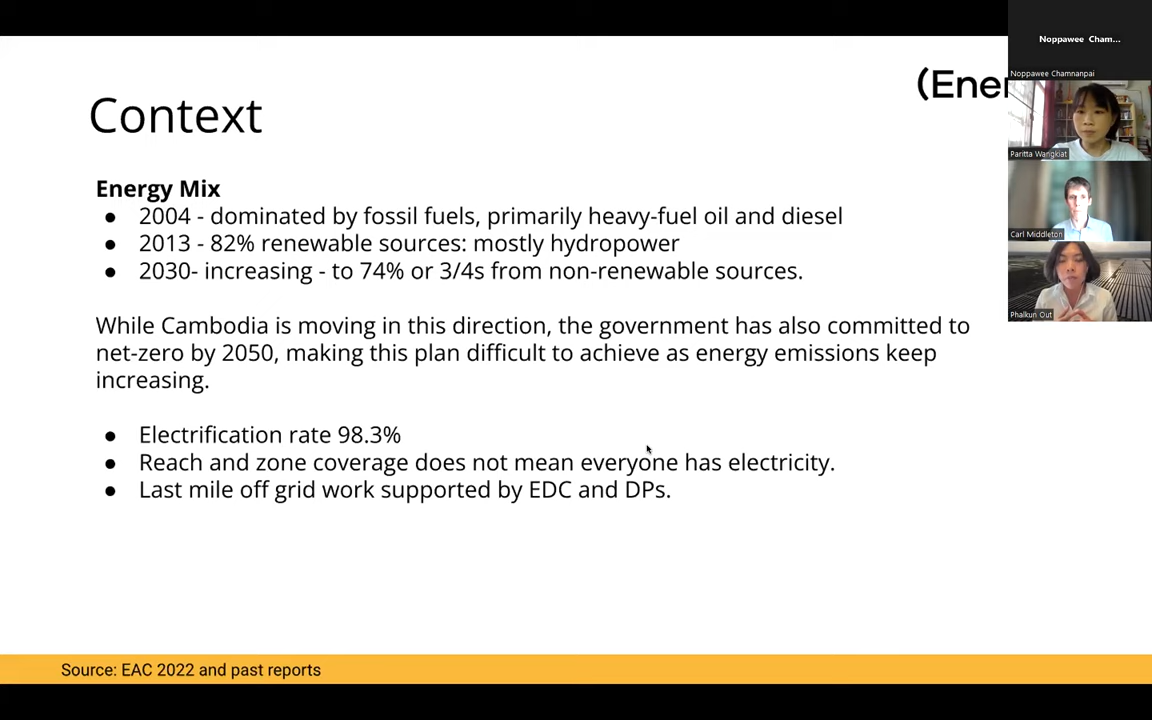 Context
(Ener
Energy Mix
● 2004 - dominated by fossil fuels, primarily heavy-fuel oil and diesel
● 2013 - 82% renewable sources: mostly hydropower
● 2030- increasing - to 74% or 3/4s from non-renewable sources.
While Cambodia is moving in this direction, the government has also committed to
net-zero by 2050, making this plan difficult to achieve as energy emissions keep
increasing.
● Electrification rate 98.3%
● Reach and zone coverage does not mean everyone has electricity.
● Last mile off grid work supported by EDC and DPs.
Source: EAC 2022 and past reports
Noppawee Cham...
Noppawee Chamnanpai
Paritta Wangkiat
Carl Middleton
Phalkun Out